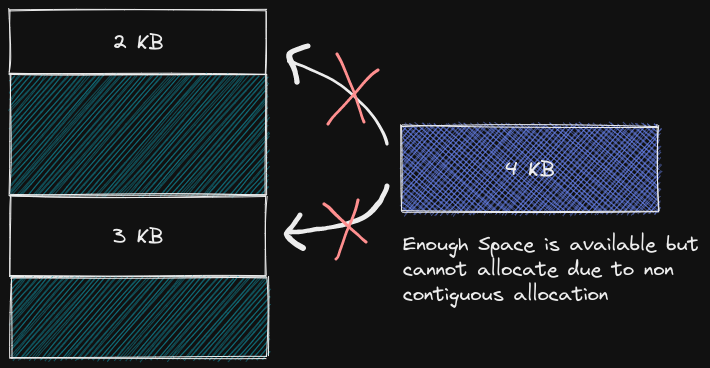 2 KB
3 KB
4 KB
Enough Space is available but
cannot allocate due to non
contiguous allocation